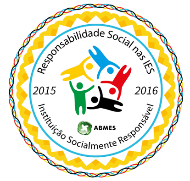 Responsabilidade Social nas IES
2015
2016
ABMES
Instituição Socialmente Responsável